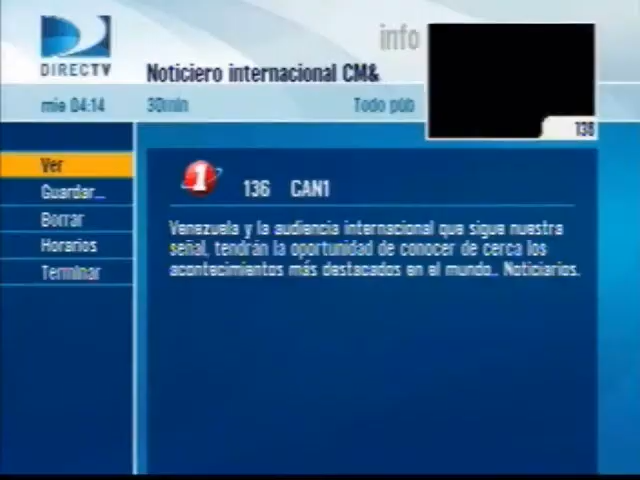 info
DIRECTV
Noticiero internacional CM&
mie 04:14 30min Todo púb
136
Ver
Guardar...
Borrar
Horarios
Terminar
1 136 CAN1
Venezuela y la audiencia internacional que sigue nuestra
señal, tendrán la oportunidad de conocer de cerca los
acontecimientos más destacados en el mundo.. Noticiarios.